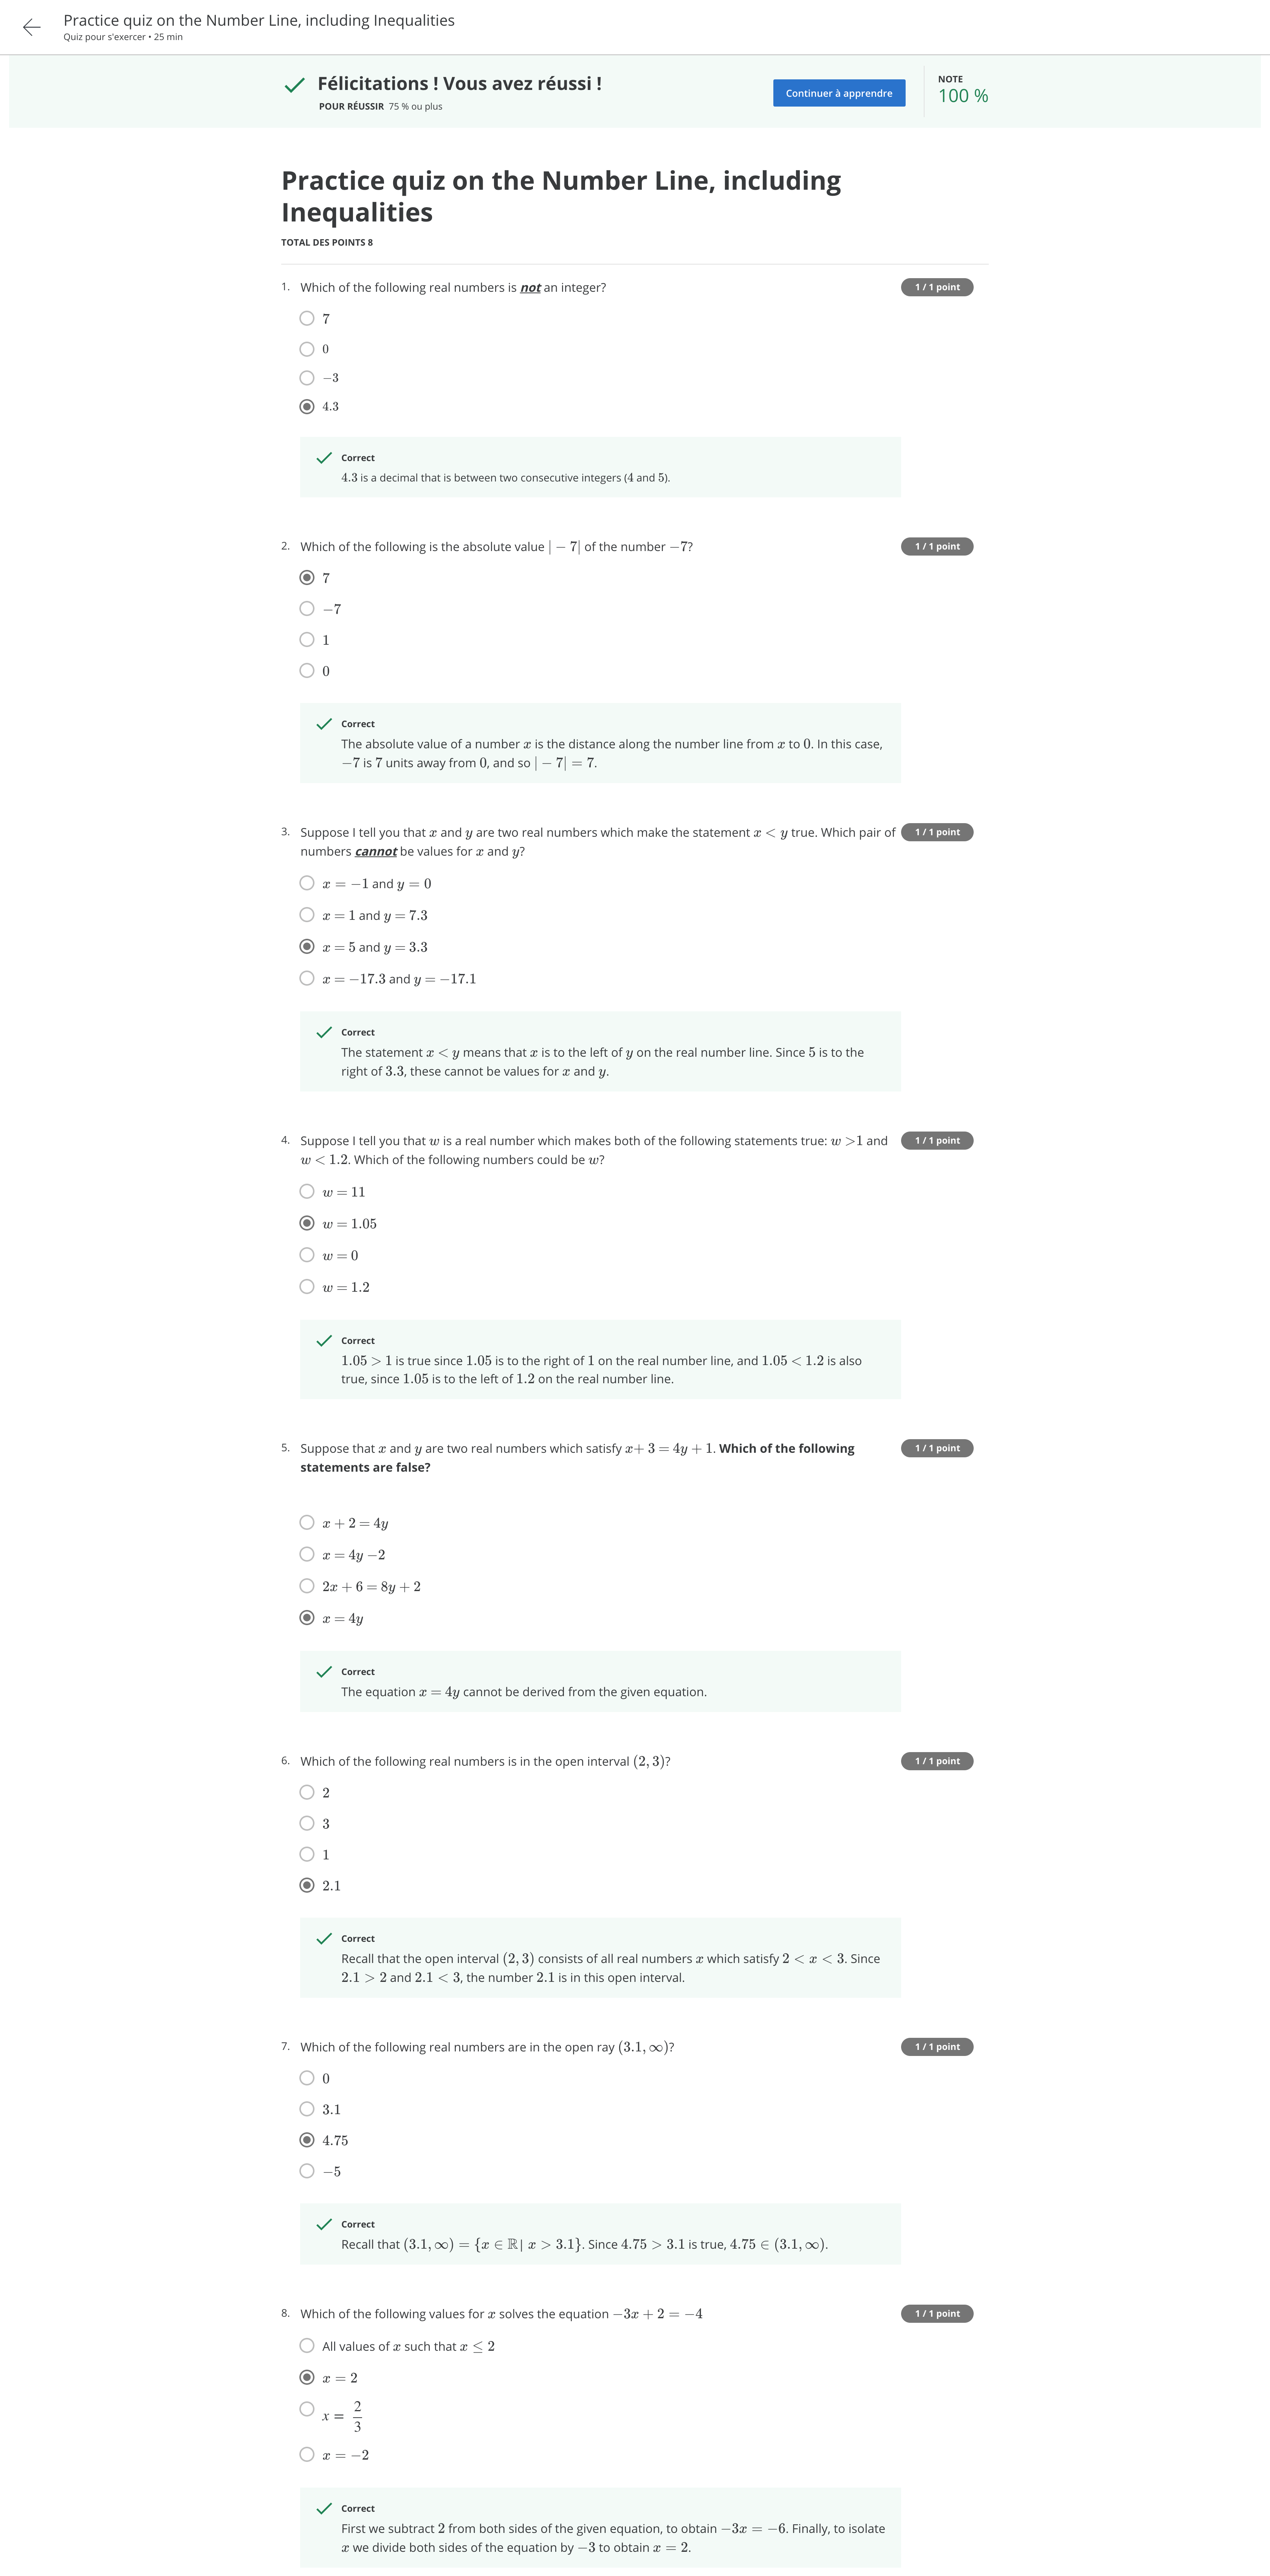 Practice quiz on the Number Line, including Inequalities
Quiz pour s'exercer • 25 min
Félicitations ! Vous avez réussi !
POUR RÉUSSIR 75 % ou plus
Continuer à apprendre
NOTE
100 %
Practice quiz on the Number Line, including
Inequalities
TOTAL DES POINTS 8
1. Which of the following real numbers is not an integer?
1 / 1 point
7
0
−3
4.3
Correct
4.3 is a decimal that is between two consecutive integers (4 and 5).
2. Which of the following is the absolute value | − 7| of the number −7?
1 / 1 point
7
−7
1
0
Correct
The absolute value of a number x is the distance along the number line from x to 0. In this case,
−7 is 7 units away from 0, and so | − 7| = 7.
3. Suppose I tell you that x and y are two real numbers which make the statement x < y true. Which pair of
1 / 1 point
numbers cannot be values for x and y?
x = −1 and y = 0
x = 1 and y = 7.3
x = 5 and y = 3.3
x = −17.3 and y = −17.1
Correct
The statement x < y means that x is to the left of y on the real number line. Since 5 is to the
right of 3.3, these cannot be values for x and y.
4. Suppose I tell you that w is a real number which makes both of the following statements true: w >1 and
1 / 1 point
w < 1.2. Which of the following numbers could be w?
w = 11
w = 1.05
w = 0
w = 1.2
Correct
1.05 > 1 is true since 1.05 is to the right of 1 on the real number line, and 1.05 < 1.2 is also
true, since 1.05 is to the left of 1.2 on the real number line.
5. Suppose that x and y are two real numbers which satisfy x+ 3 = 4y + 1. Which of the following
1 / 1 point
statements are false?
x + 2 = 4y
x = 4y −2
2x + 6 = 8y + 2
x = 4y
Correct
The equation x = 4y cannot be derived from the given equation.
6. Which of the following real numbers is in the open interval (2, 3)?
1 / 1 point
2
3
1
2.1
Correct
Recall that the open interval (2, 3) consists of all real numbers x which satisfy 2 < x < 3. Since
2.1 > 2 and 2.1 < 3, the number 2.1 is in this open interval.
7. Which of the following real numbers are in the open ray (3.1, ∞)?
1 / 1 point
0
3.1
4.75
−5
Correct
Recall that (3.1, ∞) = {x ∈ ℝ | x > 3.1}. Since 4.75 > 3.1 is true, 4.75 ∈ (3.1, ∞).
8. Which of the following values for x solves the equation −3x + 2 = −4
1 / 1 point
All values of x such that x ≤ 2
x = 2
x = 2/3
x = −2
Correct
First we subtract 2 from both sides of the given equation, to obtain −3x = −6. Finally, to isolate
x we divide both sides of the equation by −3 to obtain x = 2.